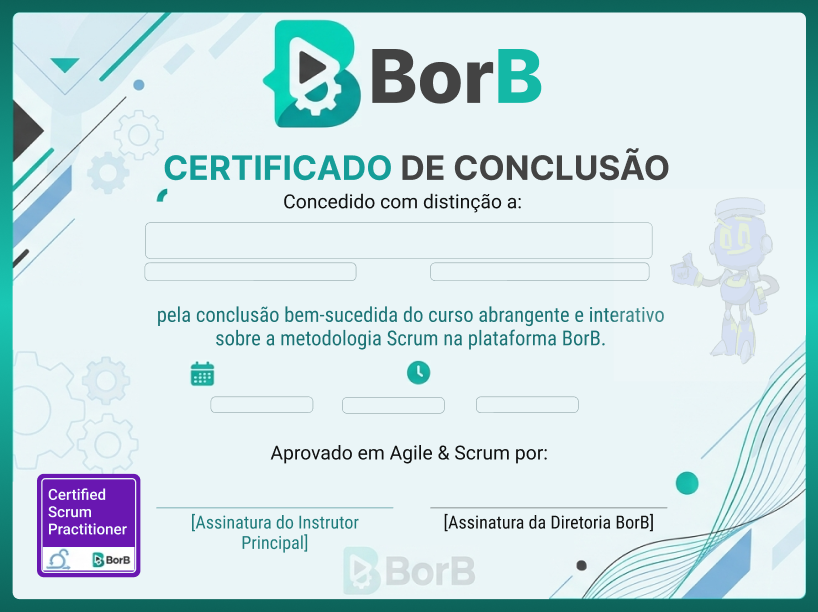 BorB
CERTIFICADO DE CONCLUSÃO
Concedido com distinção a:
pela conclusão bem-sucedida do curso abrangente e interativo
sobre a metodologia Scrum na plataforma BorB.
Aprovado em Agile & Scrum por:
Certified
Scrum
Practitioner
BorB
[Assinatura do Instrutor
Principal]
[Assinatura da Diretoria BorB]
BorB